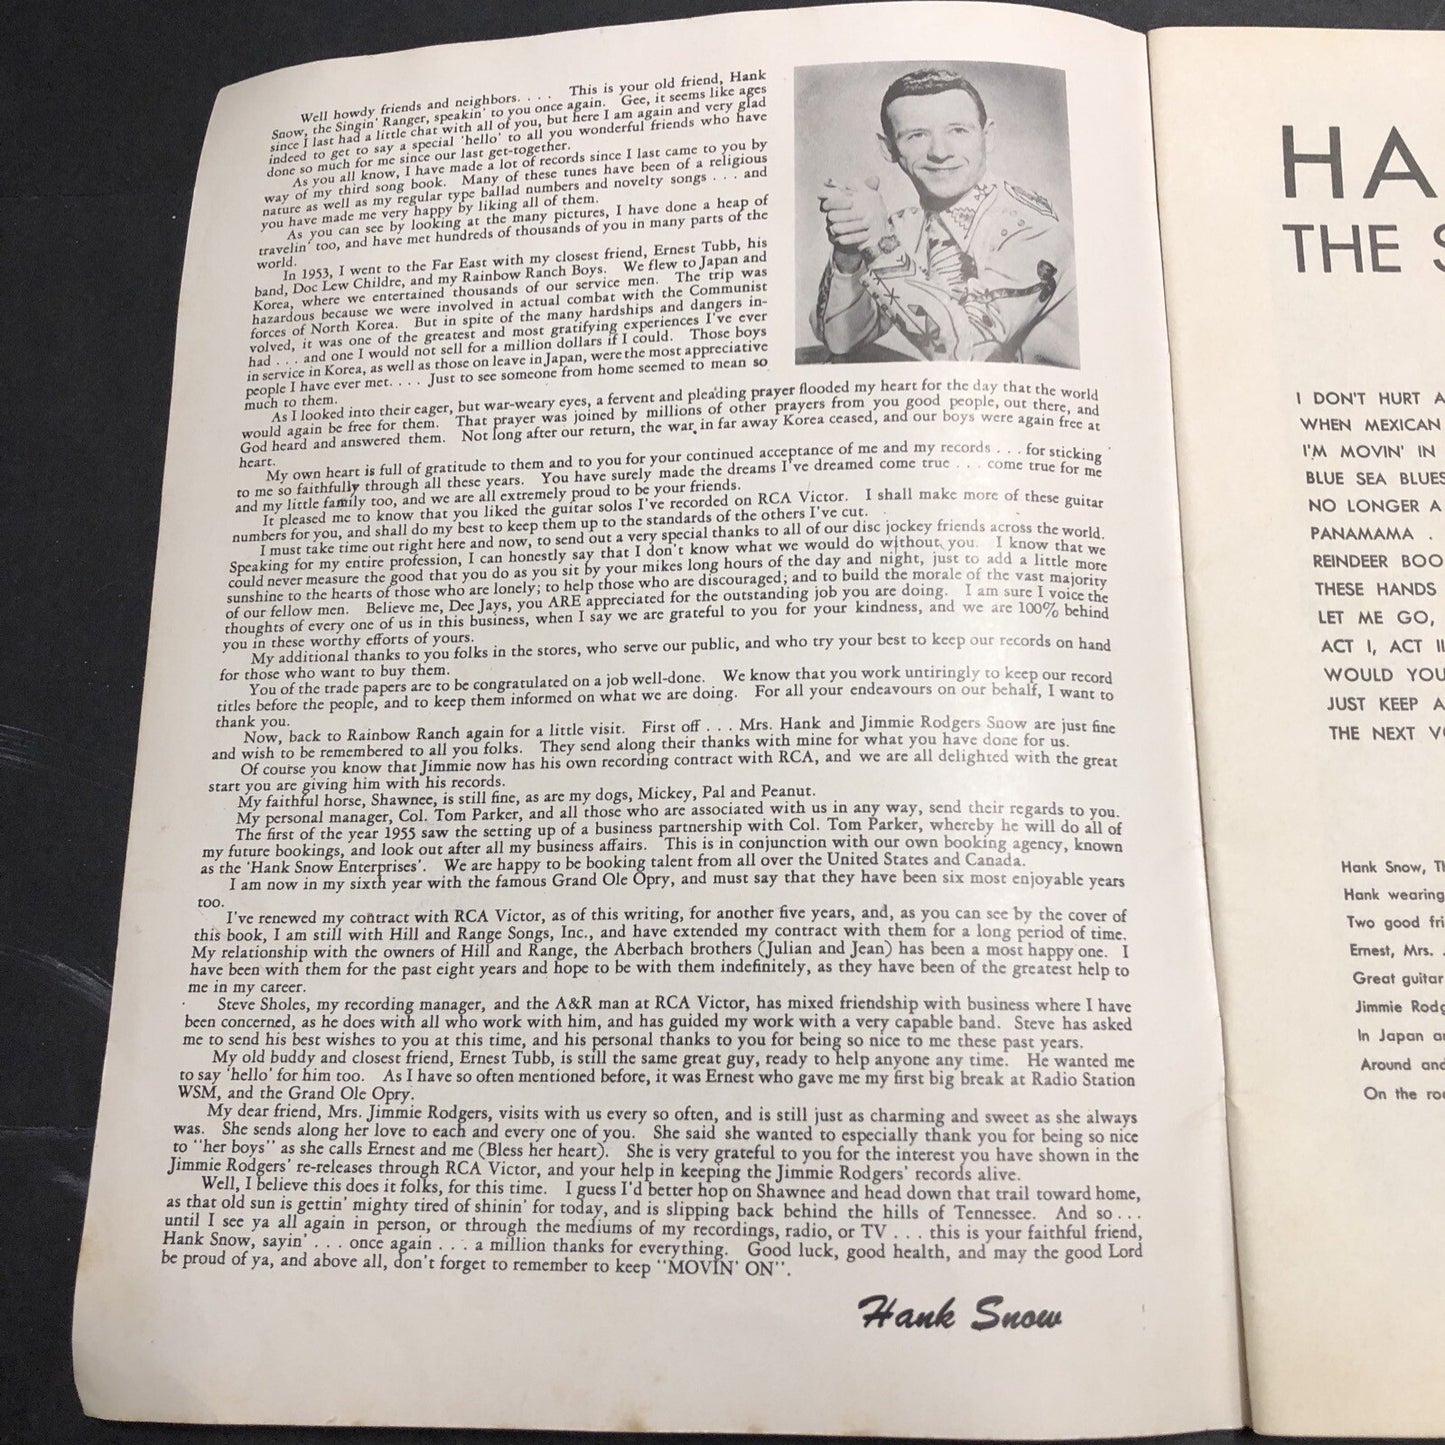 Well howdy friends and neighbors. . . . This is your old friend, Hank
Snow, the Singin' Ranger, speakin' to you once again. Gee, it seems like ages
since I last had a little chat with all of you, but here I am again and very glad
indeed to get to say a special 'hello' to all you wonderful friends who have
done so much for me since our last get-together.
As you all know, I have made a lot of records since I last came to you by
way of my third song book. Many of these tunes have been of a religious
nature as well as my regular type ballad numbers and novelty songs . . . and
you have made me very happy by liking all of them.
As you can see by looking at the many pictures, I have done a heap of
travelin' too, and have met hundreds of thousands of you in many parts of the
world.
In 1953, I went to the Far East with my closest friend, Ernest Tubb, his
band, Doc Lew Childre, and my Rainbow Ranch Boys. We flew to Japan and
Korea, where we entertained thousands of our service men. The trip was
hazardous because we were involved in actual combat with the Communist
forces of North Korea. But in spite of the many hardships and dangers in-
volved, it was one of the greatest and most gratifying experiences I've ever
had . . . and one I would not sell for a million dollars if I could. Those boys
in service in Korea, as well as those on leave in Japan, were the most appreciative
people I have ever met. . . . Just to see someone from home seemed to mean so
much to them.
As I looked into their eager, but war-weary eyes, a fervent and pleading prayer flooded my heart for the day that the world
would again be free for them. That prayer was joined by millions of other prayers from you good people, out there, and
God heard and answered them. Not long after our return, the war in far away Korea ceased, and our boys were again free at
heart.
My own heart is full of gratitude to them and to you for your continued acceptance of me and my records . . . for sticking
to me so faithfully through all these years. You have surely made the dreams I've dreamed come true . . . come true for me
and my little family too, and we are all extremely proud to be your friends.
It pleased me to know that you liked the guitar solos I've recorded on RCA Victor. I shall make more of these guitar
numbers for you, and shall do my best to keep them up to the standards of the others I've cut.
I must take time out right here and now, to send out a very special thanks to all of our disc jockey friends across the world.
Speaking for my entire profession, I can honestly say that I don't know what we would do without you. I know that we
could never measure the good that you do as you sit by your mikes long hours of the day and night, just to add a little more
sunshine to the hearts of those who are lonely; to help those who are discouraged; and to build the morale of the vast majority
of our fellow men. Believe me, Dee Jays, you ARE appreciated for the outstanding job you are doing. I am sure I voice the
thoughts of every one of us in this business, when I say we are grateful to you for your kindness, and we are 100% behind
you in these worthy efforts of yours.
My additional thanks to you folks in the stores, who serve our public, and who try your best to keep our records on hand
for those who want to buy them.
You of the trade papers are to be congratulated on a job well-done. We know that you work untiringly to keep our record
titles before the people, and to keep them informed on what we are doing. For all your endeavours on our behalf, I want to
thank you.
Now, back to Rainbow Ranch again for a little visit. First off . . . Mrs. Hank and Jimmie Rodgers Snow are just fine
and wish to be remembered to all you folks. They send along their thanks with mine for what you have done for us.
Of course you know that Jimmie now has his own recording contract with RCA, and we are all delighted with the great
start you are giving him with his records.
My faithful horse, Shawnee, is still fine, as are my dogs, Mickey, Pal and Peanut.
My personal manager, Col. Tom Parker, and all those who are associated with us in any way, send their regards to you.
The first of the year 1955 saw the setting up of a business partnership with Col. Tom Parker, whereby he will do all of
my future bookings, and look out after all my business affairs. This is in conjunction with our own booking agency, known
as the 'Hank Snow Enterprises'. We are happy to be booking talent from all over the United States and Canada.
I am now in my sixth year with the famous Grand Ole Opry, and must say that they have been six most enjoyable years
too.
I've renewed my contract with RCA Victor, as of this writing, for another five years, and, as you can see by the cover of
this book, I am still with Hill and Range Songs, Inc., and have extended my contract with them for a long period of time.
My relationship with the owners of Hill and Range, the Aberbach brothers (Julian and Jean) has been a most happy one. I
have been with them for the past eight years and hope to be with them indefinitely, as they have been of the greatest help to
me in my career.
Steve Sholes, my recording manager, and the A&R man at RCA Victor, has mixed friendship with business where I have
been concerned, as he does with all who work with him, and has guided my work with a very capable band. Steve has asked
me to send his best wishes to you at this time, and his personal thanks to you for being so nice to me these past years.
My old buddy and closest friend, Ernest Tubb, is still the same great guy, ready to help anyone any time. He wanted me
to say 'hello' for him too. As I have so often mentioned before, it was Ernest who gave me my first big break at Radio Station
WSM, and the Grand Ole Opry.
My dear friend, Mrs. Jimmie Rodgers, visits with us every so often, and is still just as charming and sweet as she always
was. She sends along her love to each and every one of you. She said she wanted to especially thank you for being so nice
to "her boys" as she calls Ernest and me (Bless her heart). She is very grateful to you for the interest you have shown in the
Jimmie Rodgers' re-releases through RCA Victor, and your help in keeping the Jimmie Rodgers' records alive.
Well, I believe this does it folks, for this time. I guess I'd better hop on Shawnee and head down that trail toward home,
as that old sun is gettin' mighty tired of shinin' for today, and is slipping back behind the hills of Tennessee. And so . . .
until I see ya all again in person, or through the mediums of my recordings, radio, or TV . . . this is your faithful friend,
Hank Snow, sayin' . . . once again . . . a million thanks for everything. Good luck, good health, and may the good Lord
be proud of ya, and above all, don't forget to remember to keep "MOVIN' ON".
Hank Snow
HA
THE S
I DON'T HURT A
WHEN MEXICAN
I'M MOVIN' IN
BLUE SEA BLUES
NO LONGER A
PANAMAMA .
REINDEER BOO
THESE HANDS
LET ME GO,
ACT I, ACT II
WOULD YOU
JUST KEEP A
THE NEXT VO
Hank Snow, Th
Hank wearing
Two good fri
Ernest, Mrs. J
Great guitar
Jimmie Rodg
In Japan a
Around and
On the roa